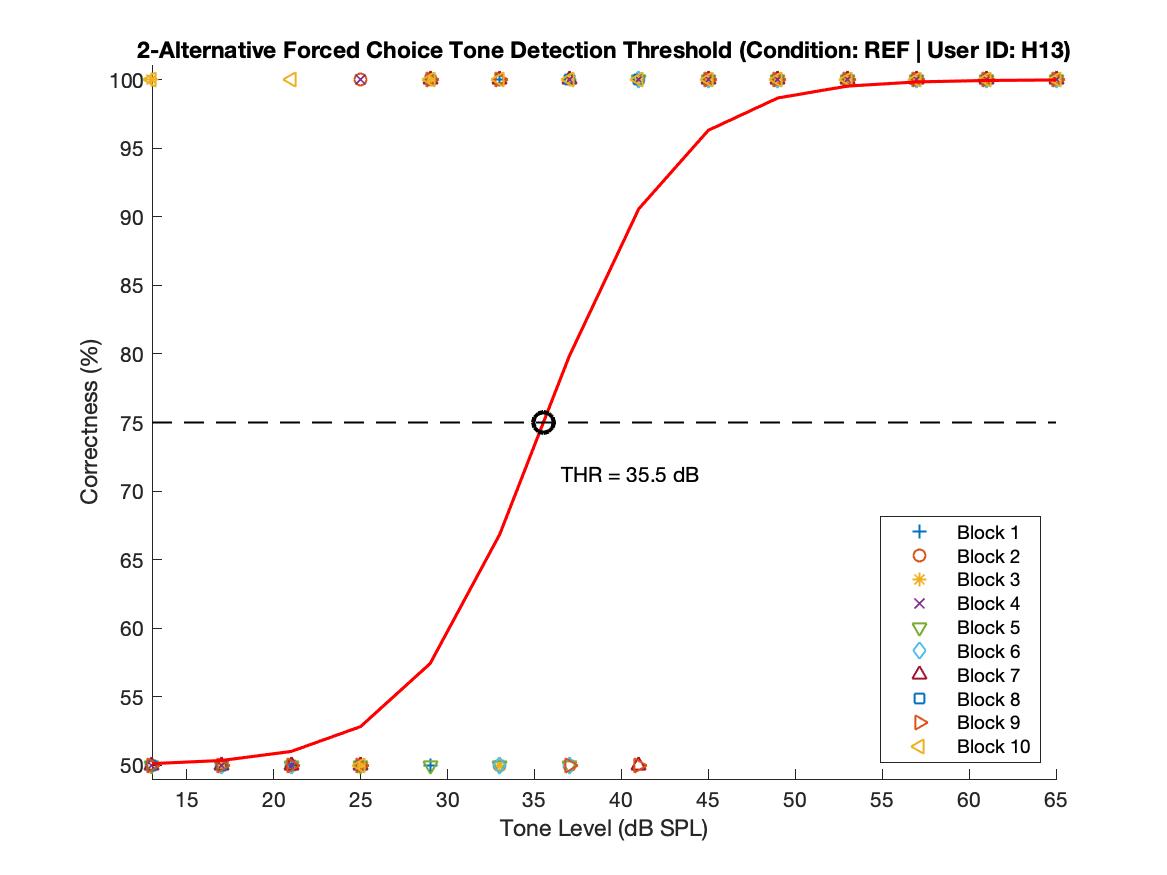 2-Alternative Forced Choice Tone Detection Threshold (Condition: REF | User ID: H13)
100
95
90
85
80
75
70
65
60
55
50
Correctness (%)
THR = 35.5 dB
Block 1
Block 2
Block 3
Block 4
Block 5
Block 6
Block 7
Block 8
Block 9
Block 10
15 20 25 30 35 40 45 50 55 60 65
Tone Level (dB SPL)